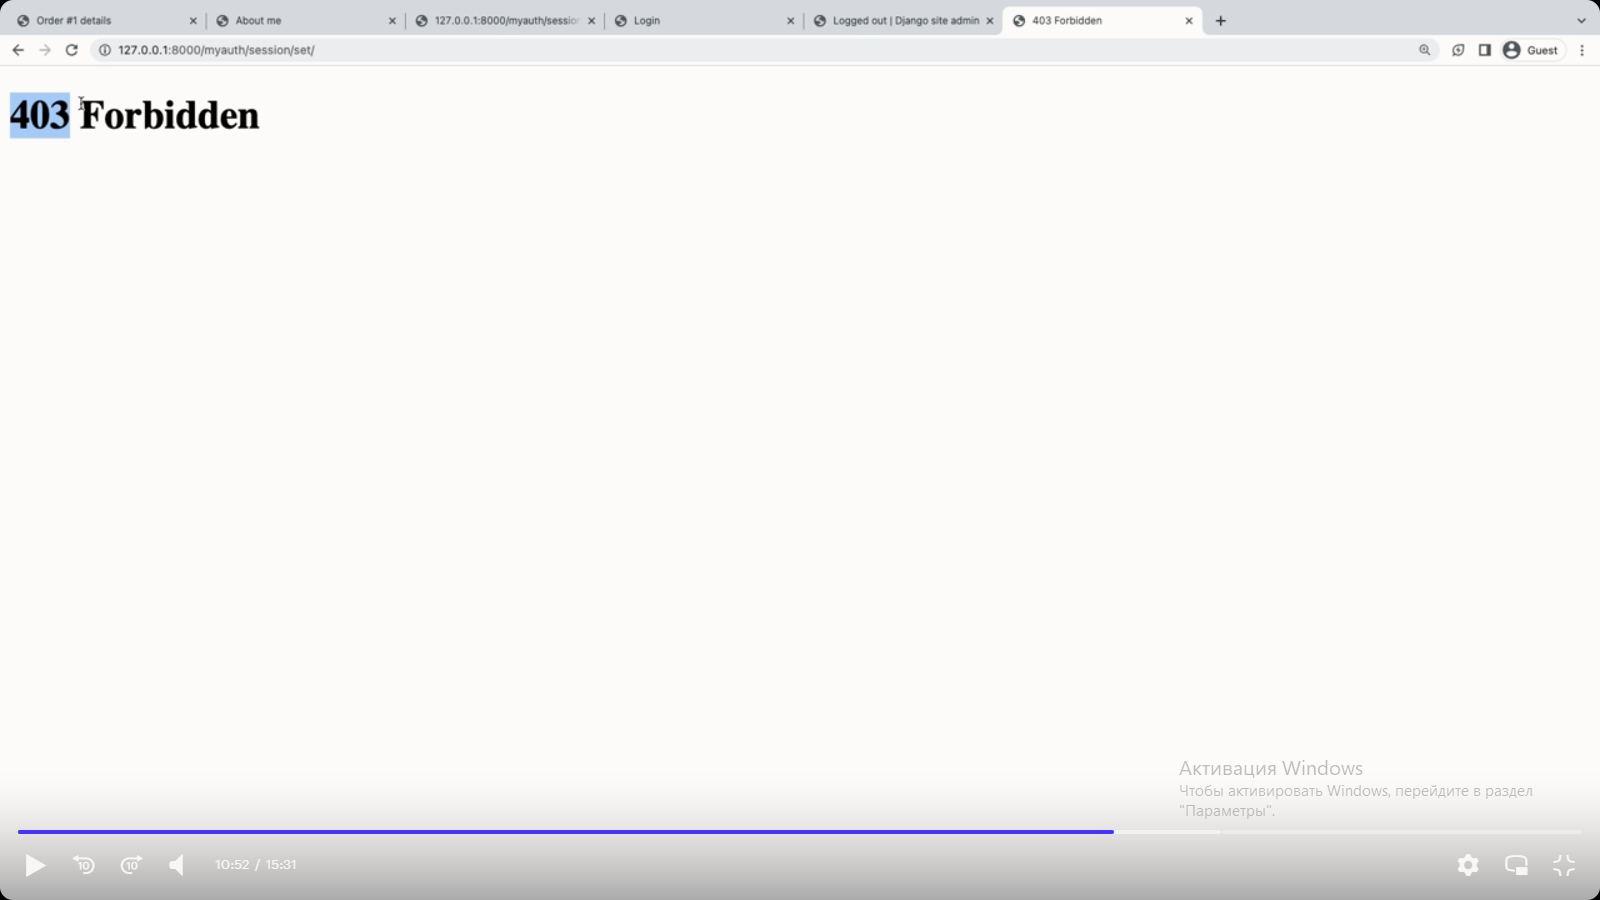 Order #1 details
About me
127.0.0.1:8000/myauth/sessio
Login
Logged out | Django site admin
403 Forbidden
127.0.0.1:8000/myauth/session/set/
Guest
403 Forbidden
Активация Windows
Чтобы активировать Windows, перейдите в раздел
"Параметры".
10
10
10:52 / 15:31